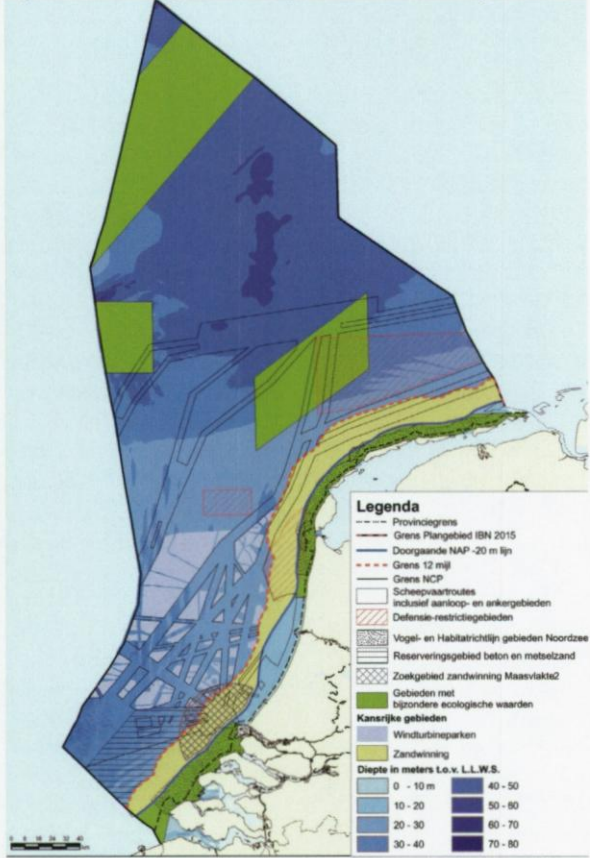 Legenda
Provinciegrens
Grens Plangebied IBN 2015
Doorgaande NAP -20 m lijn
Grens 12 mijl
Grens NCP
Scheepvaartroutes
inclusief aanloop- en ankergebieden
Defensie-restrictiegebieden
Vogel- en Habitatrichtlijn gebieden Noordzee
Reserveringsgebied beton en metselzand
Zoekgebied zandwinning Maasvlakte2
Gebieden met
bijzondere ecologische waarden
Kansrijke gebieden
Windturbineparken
Zandwinning
Diepte in meters t.o.v. L.L.W.S.
0 - 10 m
10 - 20
20 - 30
30 - 40
40 - 50
50 - 60
60 - 70
70 - 80